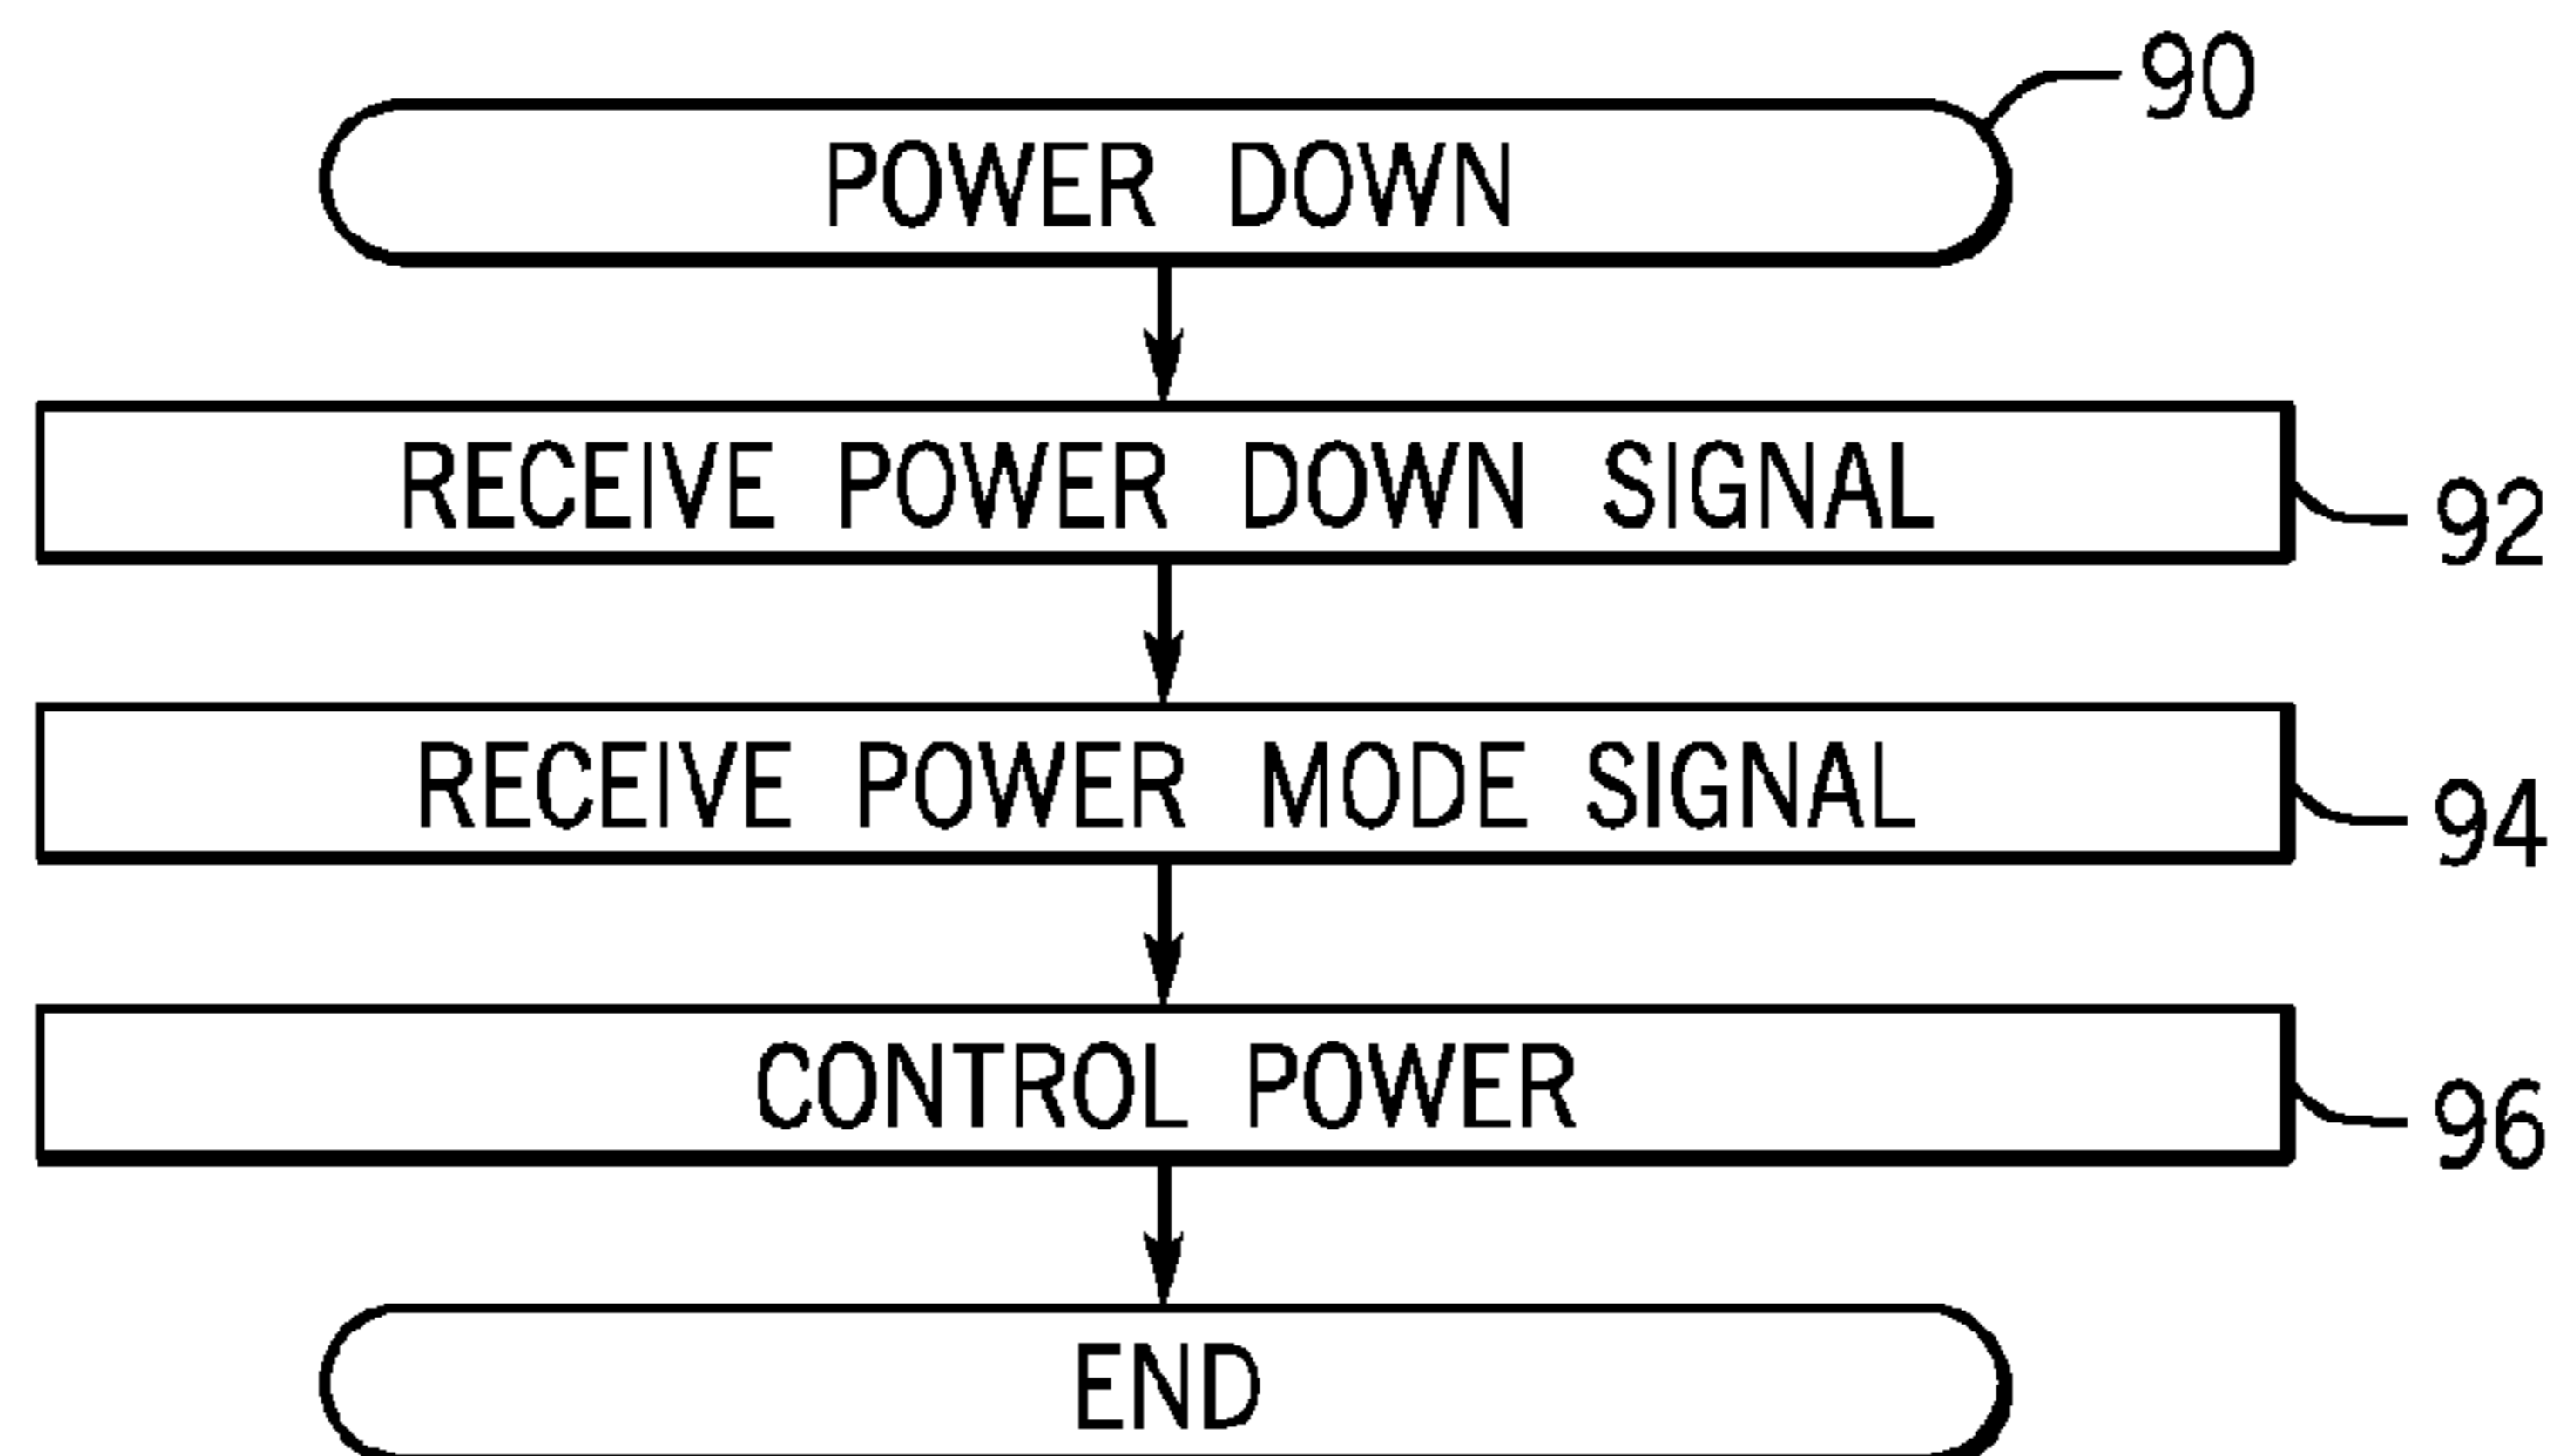 90
POWER DOWN
RECEIVE POWER DOWN SIGNAL
92
RECEIVE POWER MODE SIGNAL
94
CONTROL POWER
96
END